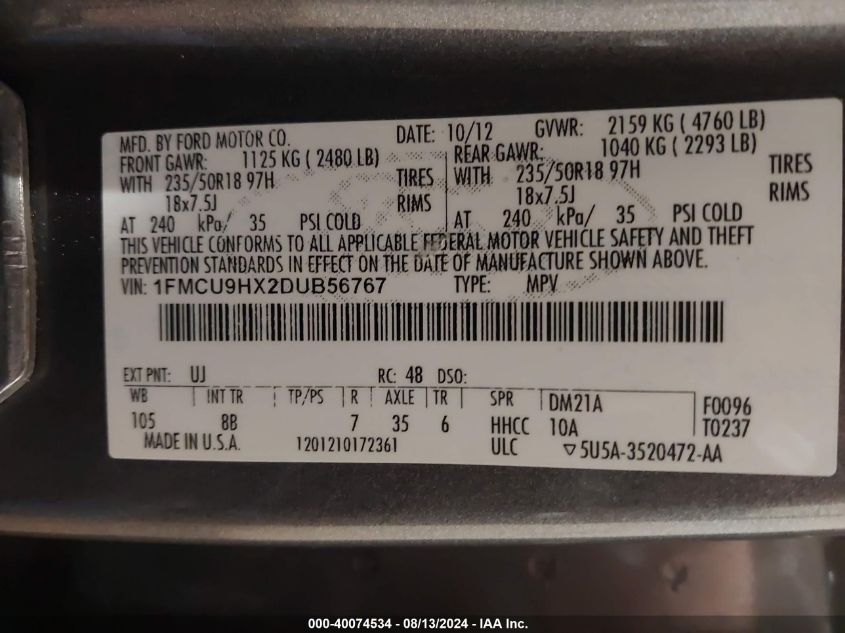 MFD. BY FORD MOTOR CO. DATE: 10/12 GVWR: 2159 KG ( 4760 LB)
FRONT GAWR: 1125 KG ( 2480 LB) REAR GAWR: 1040 KG ( 2293 LB)
WITH 235/50R18 97H TIRES WITH 235/50R18 97H TIRES
18x7.5J RIMS 18x7.5J RIMS
AT 240 kPa/ 35 PSI COLD AT 240 kPa/ 35 PSI COLD
THIS VEHICLE CONFORMS TO ALL APPLICABLE FEDERAL MOTOR VEHICLE SAFETY AND THEFT
PREVENTION STANDARDS IN EFFECT ON THE DATE OF MANUFACTURE SHOWN ABOVE.
VIN: 1FMCU9HX2DUB56767 TYPE: MPV
EXT PNT: UJ RC: 48 DSO:
WB INT TR TP/PS R AXLE TR SPR DM21A F0096
105 8B 7 35 6 HHCC 10A T0237
MADE IN U.S.A. 1201210172361 ULC ▽5U5A-3520472-AA
000-40074534 - 08/13/2024 - IAA Inc.